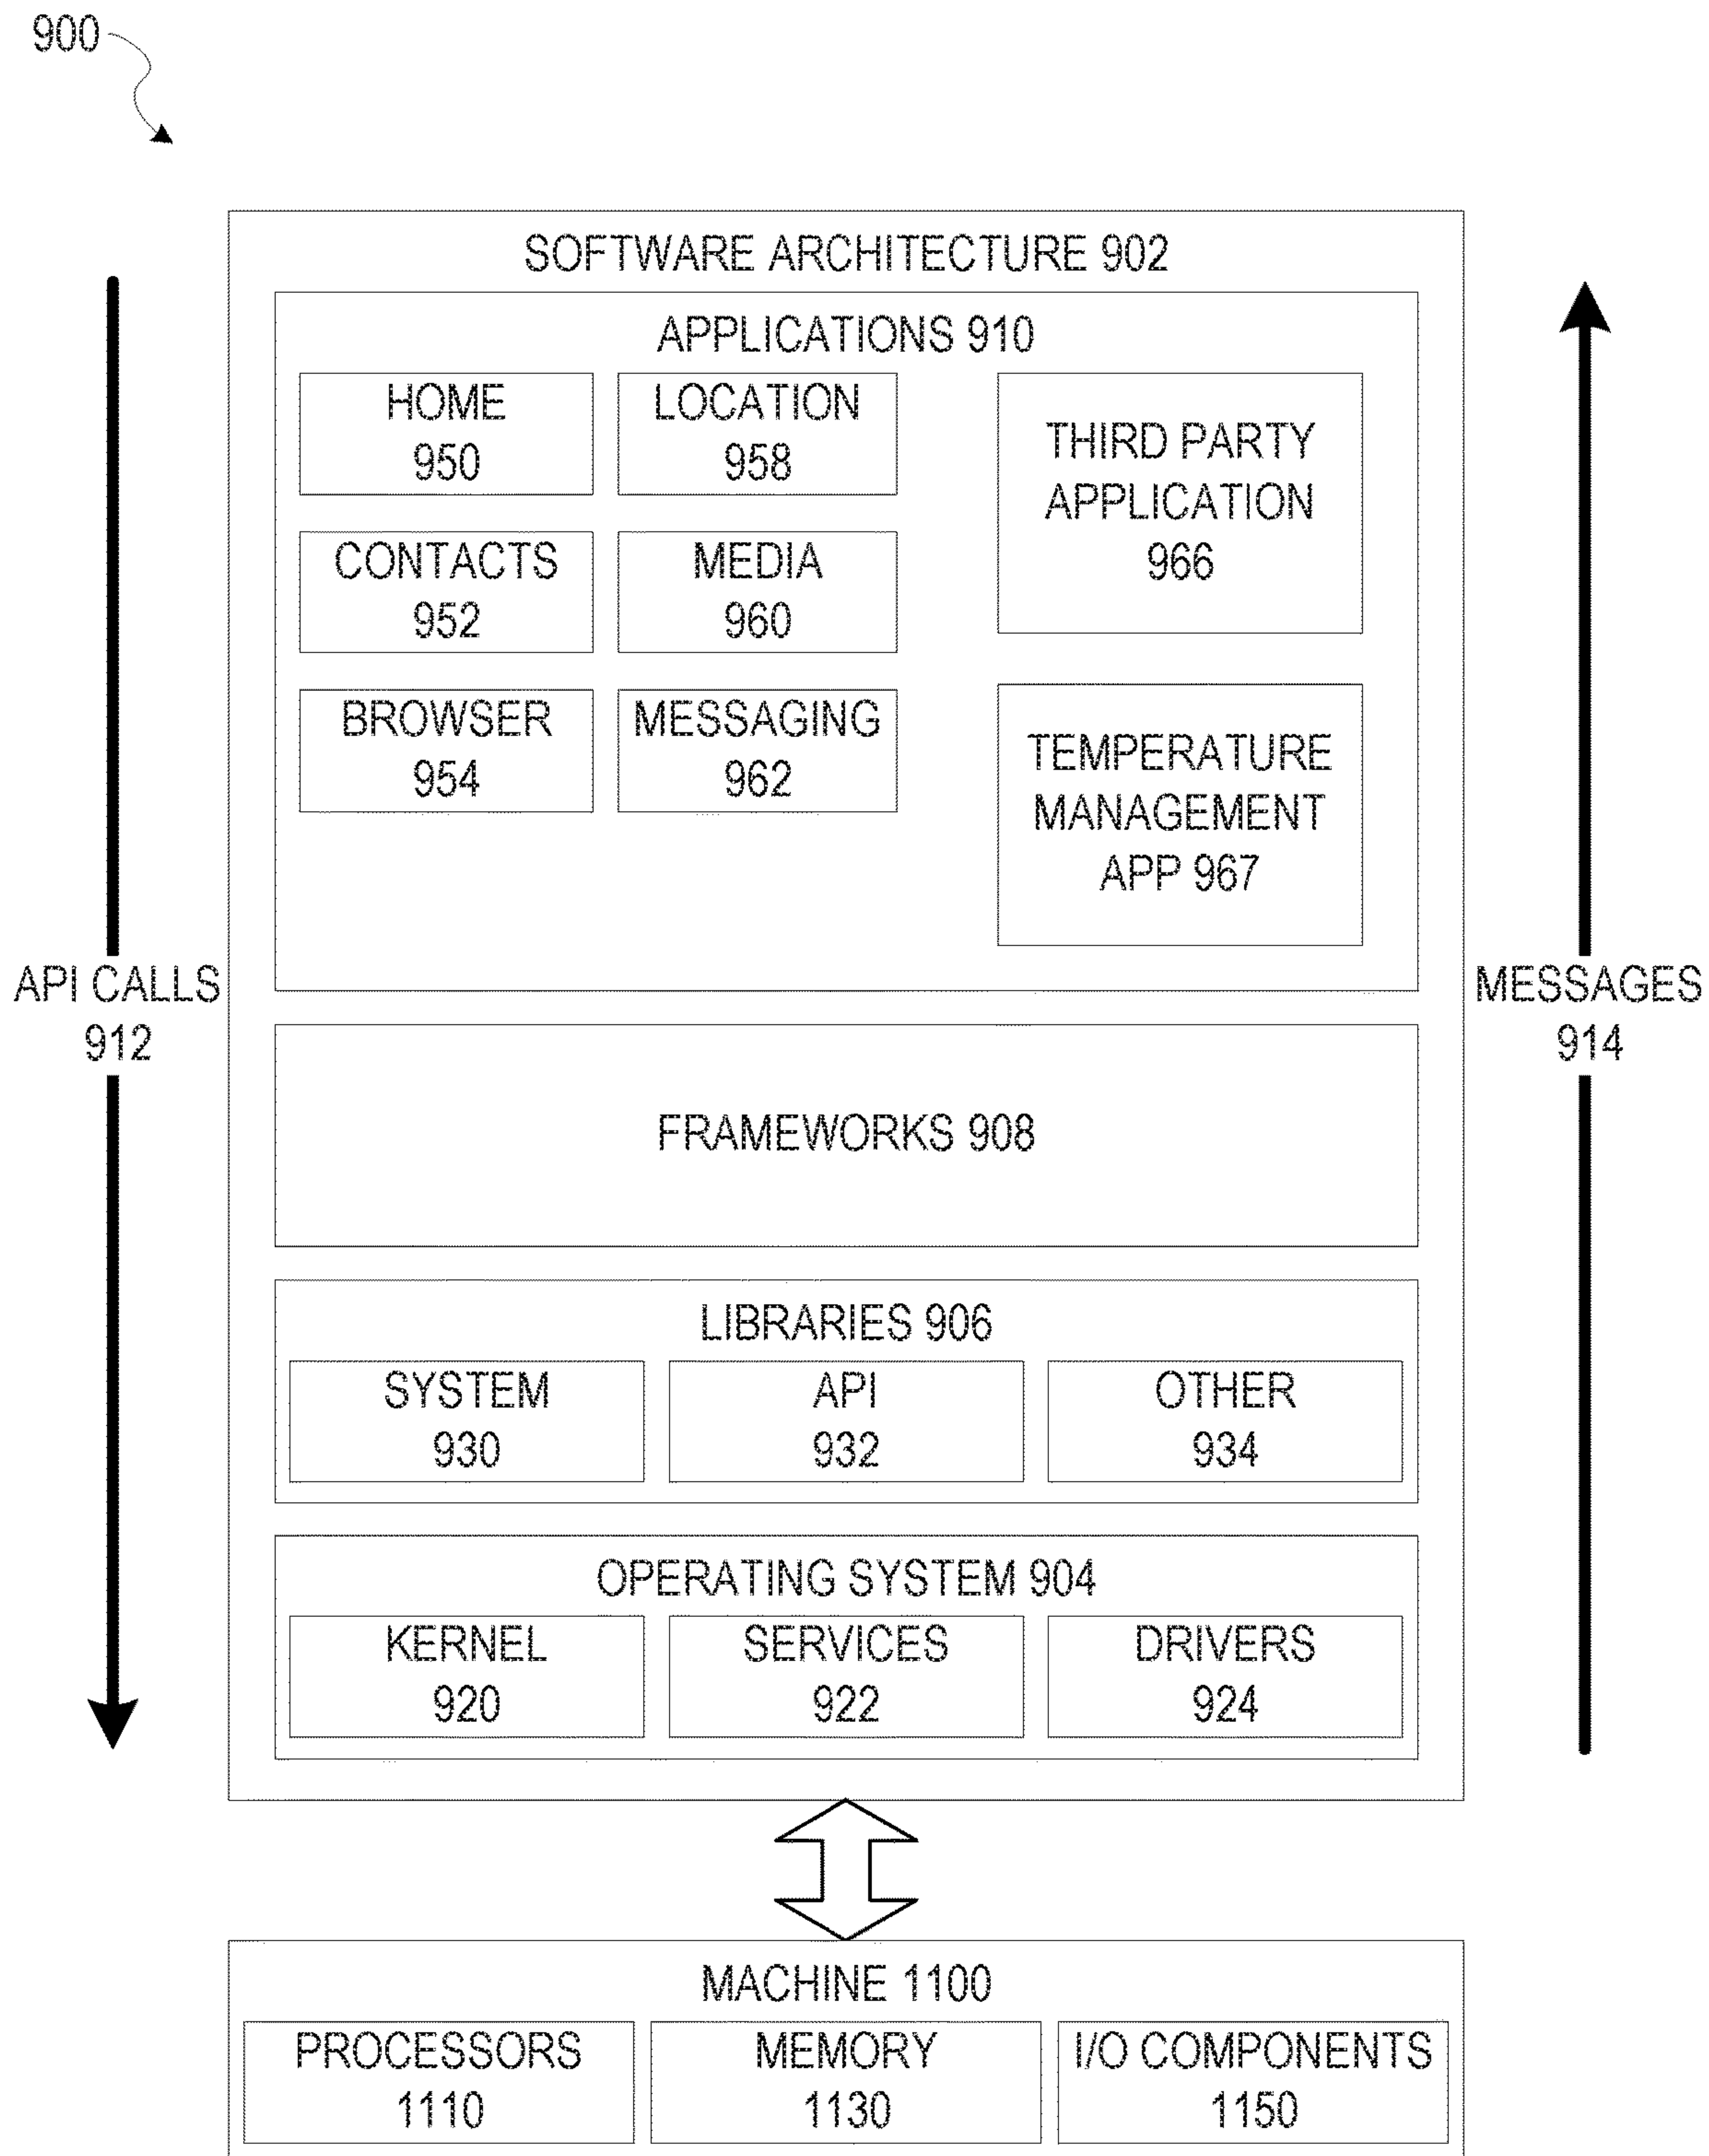 900
SOFTWARE ARCHITECTURE 902
APPLICATIONS 910
HOME
950
LOCATION
958
THIRD PARTY
APPLICATION
966
CONTACTS
952
MEDIA
960
BROWSER
954
MESSAGING
962
TEMPERATURE
MANAGEMENT
APP 967
API CALLS
912
MESSAGES
914
FRAMEWORKS 908
LIBRARIES 906
SYSTEM
930
API
932
OTHER
934
OPERATING SYSTEM 904
KERNEL
920
SERVICES
922
DRIVERS
924
MACHINE 1100
PROCESSORS
1110
MEMORY
1130
I/O COMPONENTS
1150